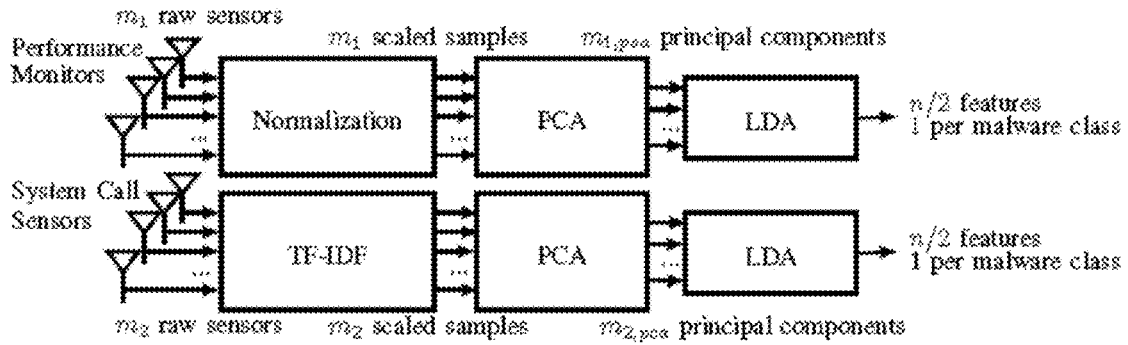 m₁ raw sensors
Performance Monitors
m₁ scaled samples
m₁,pca principal components
Normalization
PCA
LDA
n/2 features
1 per malware class
...
...
...
System Call Sensors
TF-IDF
PCA
LDA
n/2 features
1 per malware class
...
...
...
m₂ raw sensors
m₂ scaled samples
m₂,pca principal components